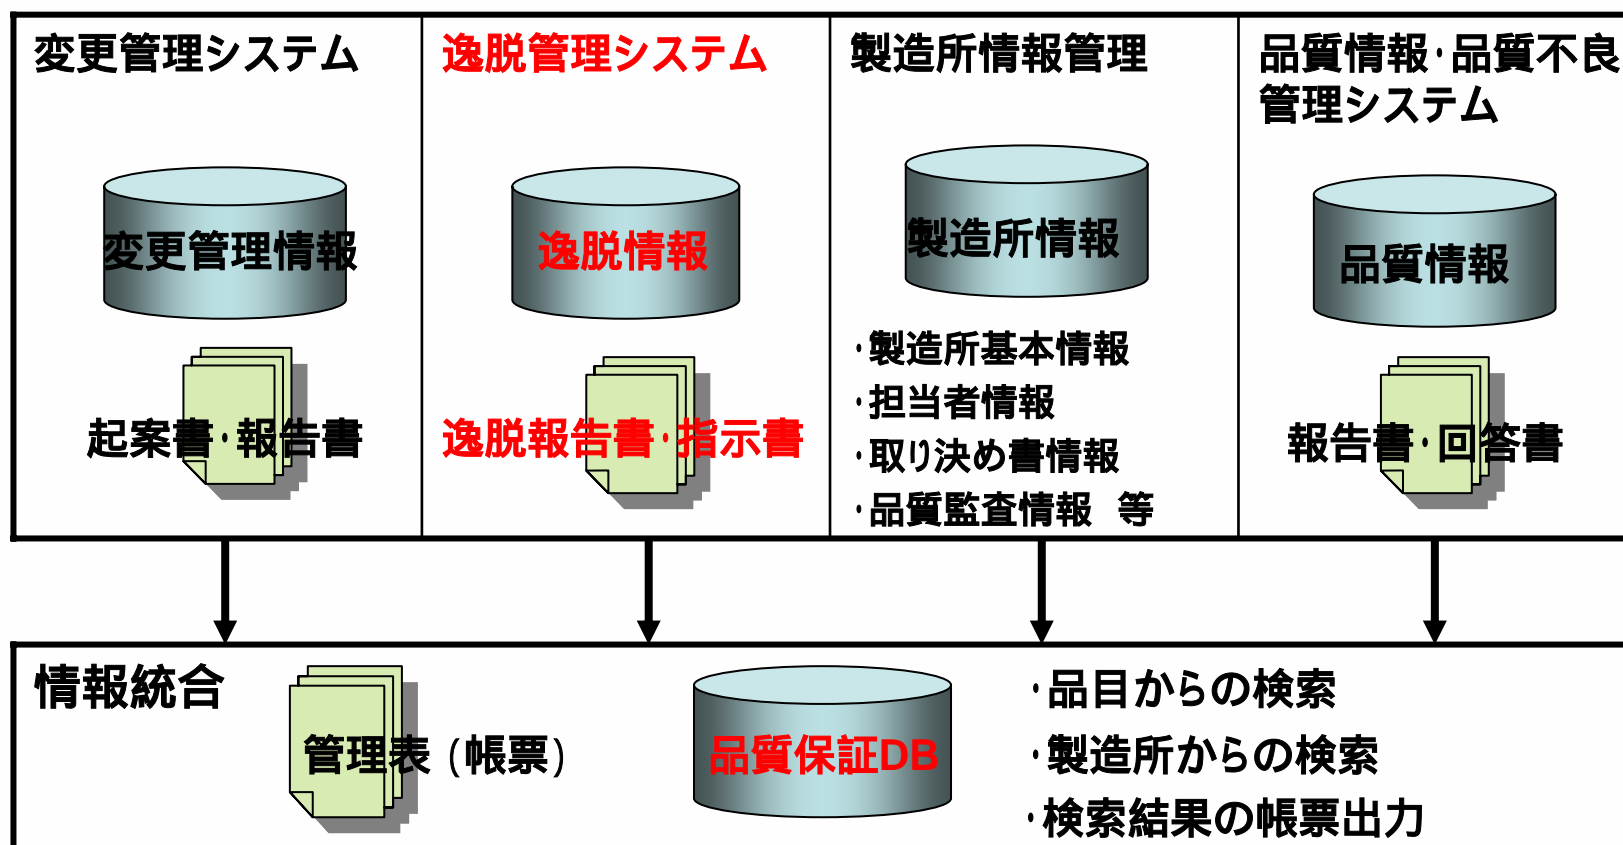 変更管理システム
変更管理情報
起案書・報告書
逸脱管理システム
逸脱情報
逸脱報告書・指示書
製造所情報管理
製造所情報
・製造所基本情報
・担当者情報
・取り決め書情報
・品質監査情報 等
品質情報・品質不良
管理システム
品質情報
報告書・回答書
情報統合
管理表(帳票)
品質保証DB
・品目からの検索
・製造所からの検索
・検索結果の帳票出力